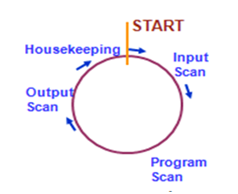 START
Housekeeping
Input
Scan
Output
Scan
Program
Scan